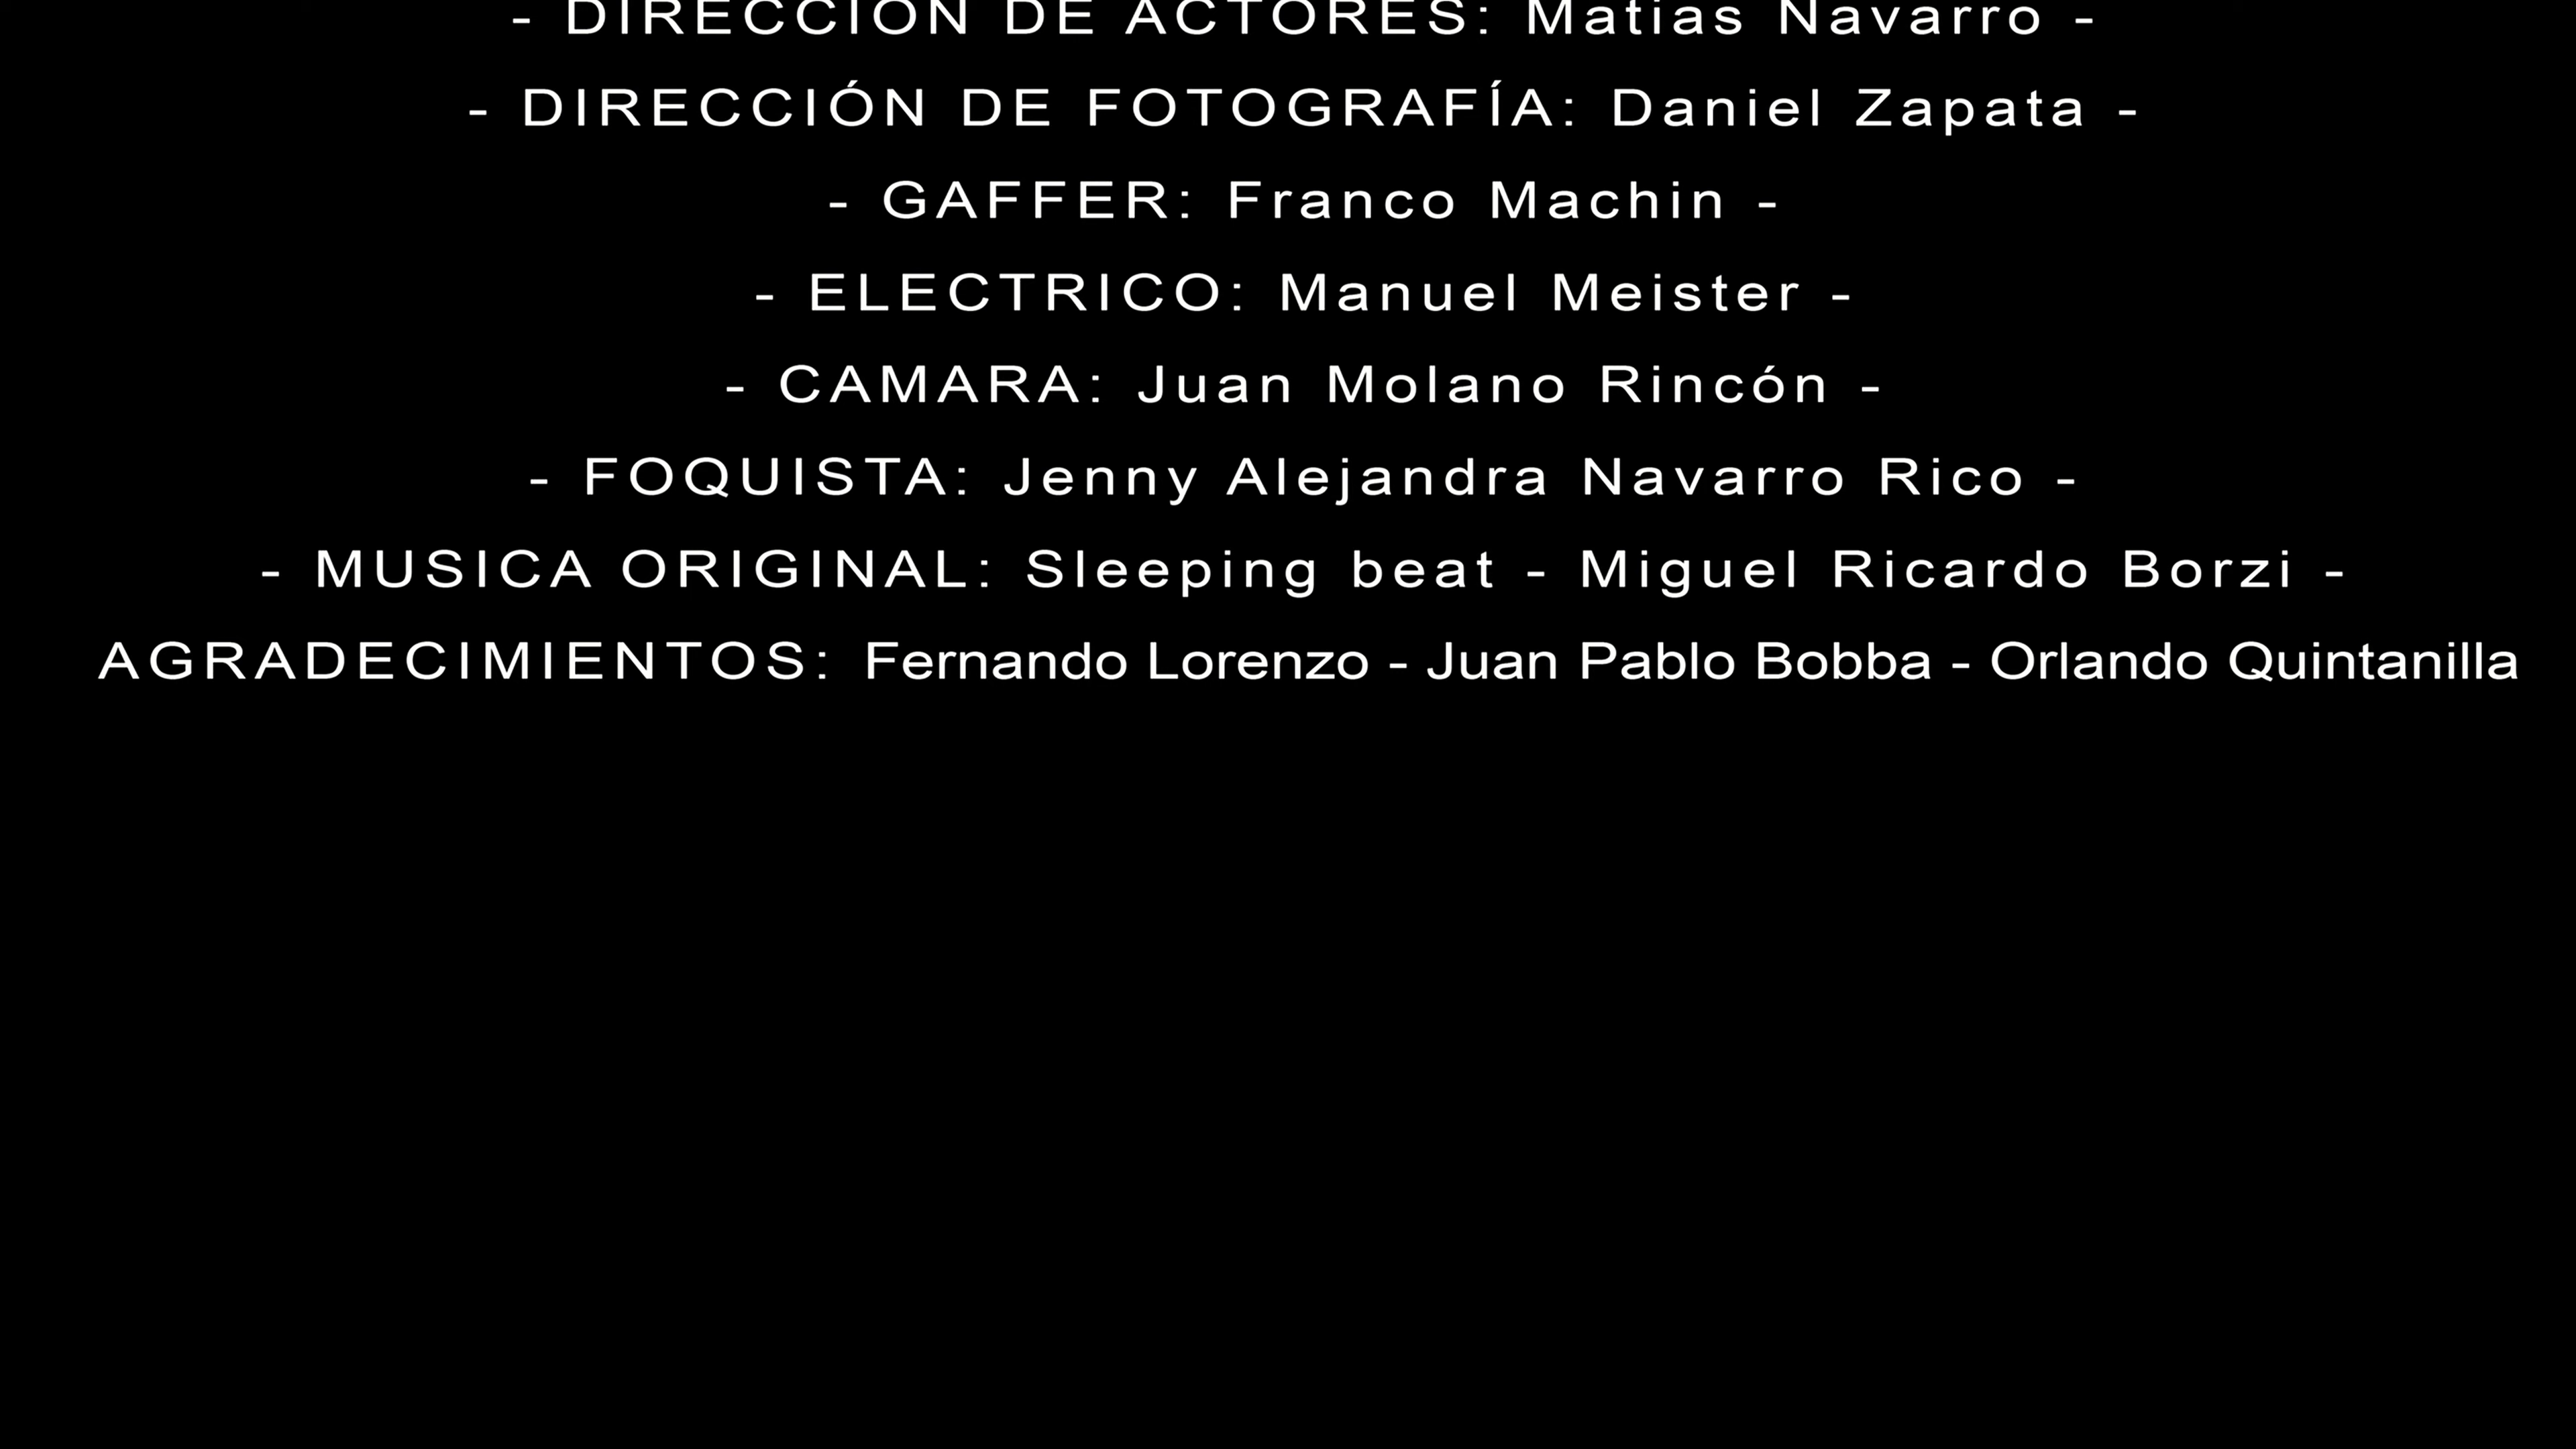 - DIRECCIÓN DE ACTORES: Matias Navarro -
- DIRECCIÓN DE FOTOGRAFÍA: Daniel Zapata -
- GAFFER: Franco Machin -
- ELECTRICO: Manuel Meister -
- CAMARA: Juan Molano Rincón -
- FOQUISTA: Jenny Alejandra Navarro Rico -
- MUSICA ORIGINAL: Sleeping beat - Miguel Ricardo Borzi -
AGRADECIMIENTOS: Fernando Lorenzo - Juan Pablo Bobba - Orlando Quintanilla